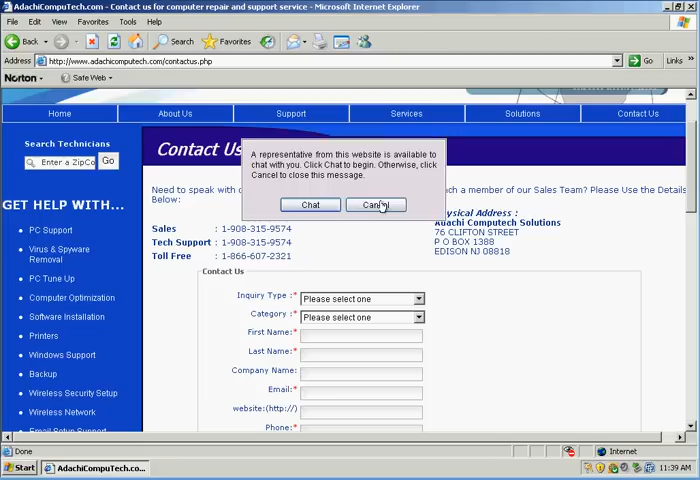 AdachiCompuTech.com - Contact us for computer repair and support service - Microsoft Internet Explorer
File Edit View Favorites Tools Help
Back Search Favorites
Address http://www.adachicomputech.com/contactus.php Go Links
Norton Safe Web
Home About Us Support Services Solutions Contact Us
Search Technicians
Enter a ZipCo Go
GET HELP WITH...
PC Support
Virus & Spyware
Removal
PC Tune Up
Computer Optimization
Software Installation
Printers
Windows Support
Backup
Wireless Security Setup
Wireless Network
Email Setup Support
Contact Us
A representative from this website is available to
chat with you. Click Chat to begin. Otherwise, click
Cancel to close this message.
Chat Cancel
Need to speak with
ch a member of our Sales Team? Please Use the Details
Below:
Sales : 1-908-315-9574
Tech Support : 1-908-315-9574
Toll Free : 1-866-607-2321
Physical Address :
Adachi Computech Solutions
76 CLIFTON STREET
P O BOX 1388
EDISON NJ 08818
Contact Us
Inquiry Type :* Please select one
Category :* Please select one
First Name:*
Last Name:*
Company Name:
Email:*
website:(http://)
Phone:*
Done Internet
Start AdachiCompuTech.co... 11:39 AM